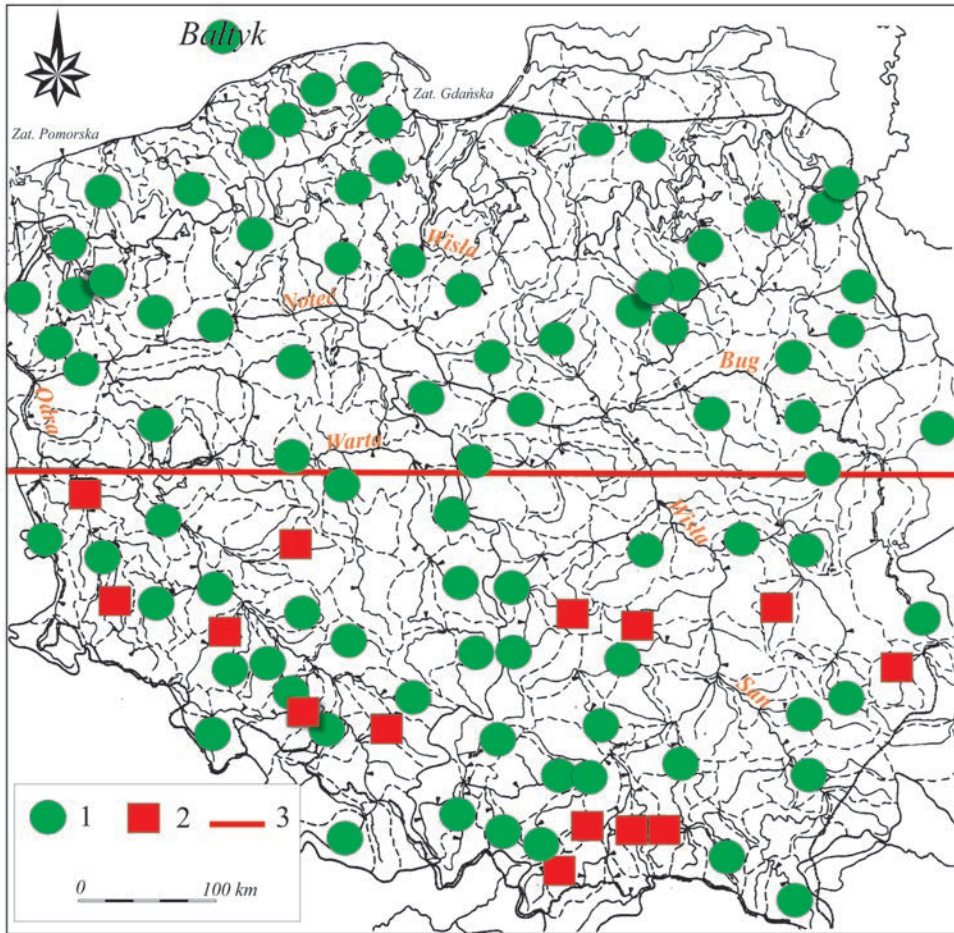 Bałtyk
Zat. Gdańska
Zat. Pomorska
Wisła
Noteć
Bug
Odra
Warta
Wisła
San
1 2 3
0 100 km